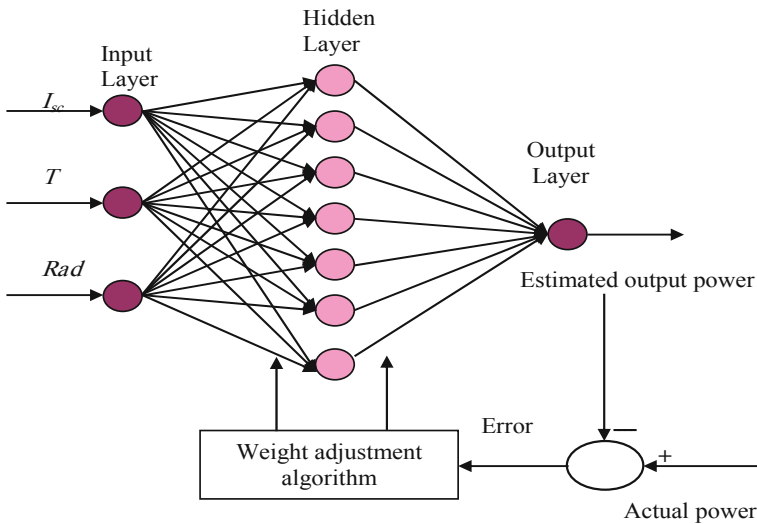 Hidden
Layer
Input
Layer
I_sc
T
Rad
Output
Layer
Estimated output power
−
Error
+
Weight adjustment
algorithm
Actual power